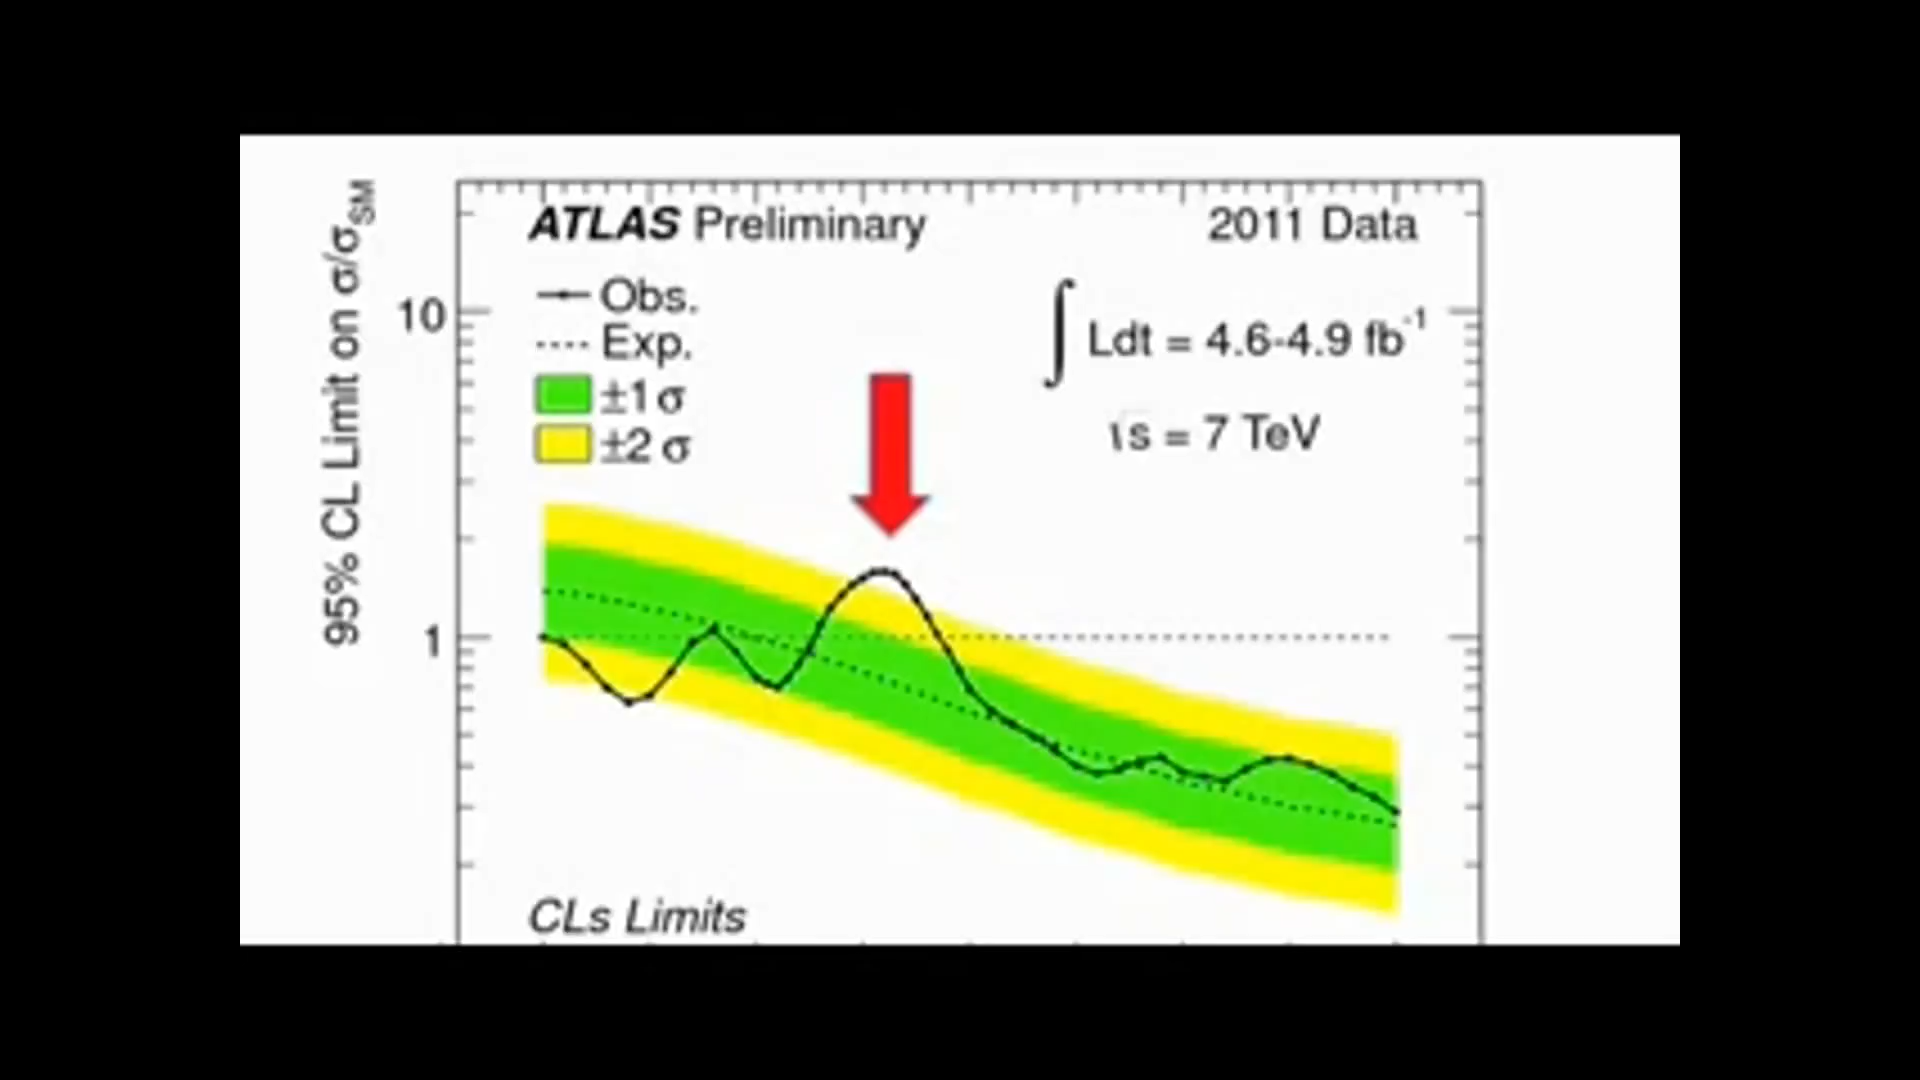 95% CL Limit on σ/σSM
ATLAS Preliminary
2011 Data
Obs.
Exp.
±1 σ
±2 σ
∫ Ldt = 4.6-4.9 fb-1
√s = 7 TeV
10
1
CLs Limits